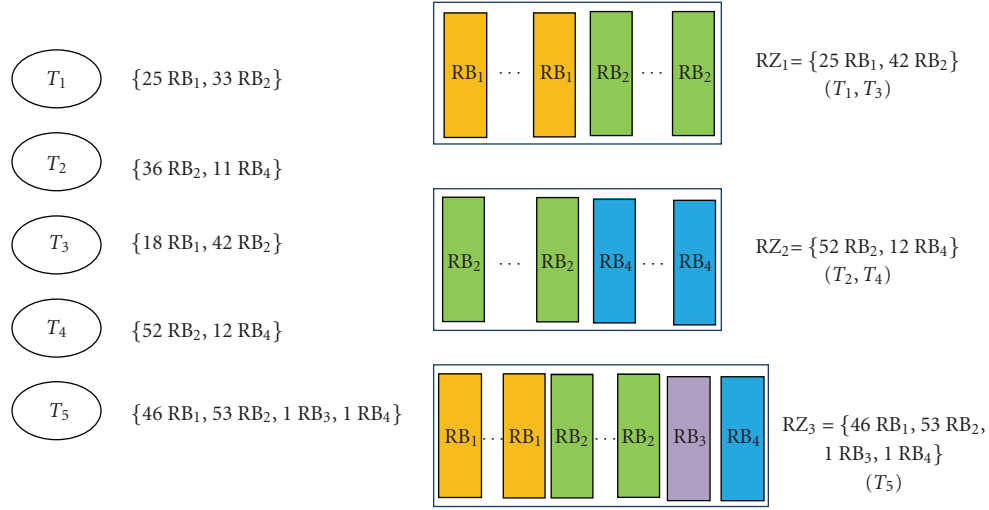 T₁ {25 RB₁, 33 RB₂}
T₂ {36 RB₂, 11 RB₄}
T₃ {18 RB₁, 42 RB₂}
T₄ {52 RB₂, 12 RB₄}
T₅ {46 RB₁, 53 RB₂, 1 RB₃, 1 RB₄}
RB₁ ··· RB₁ RB₂ ··· RB₂
RZ₁= {25 RB₁, 42 RB₂}
(T₁, T₃)
RB₂ ··· RB₂ RB₄ ··· RB₄
RZ₂= {52 RB₂, 12 RB₄}
(T₂, T₄)
RB₁ ··· RB₁ RB₂ ··· RB₂ RB₃ RB₄
RZ₃ = {46 RB₁, 53 RB₂,
1 RB₃, 1 RB₄}
(T₅)